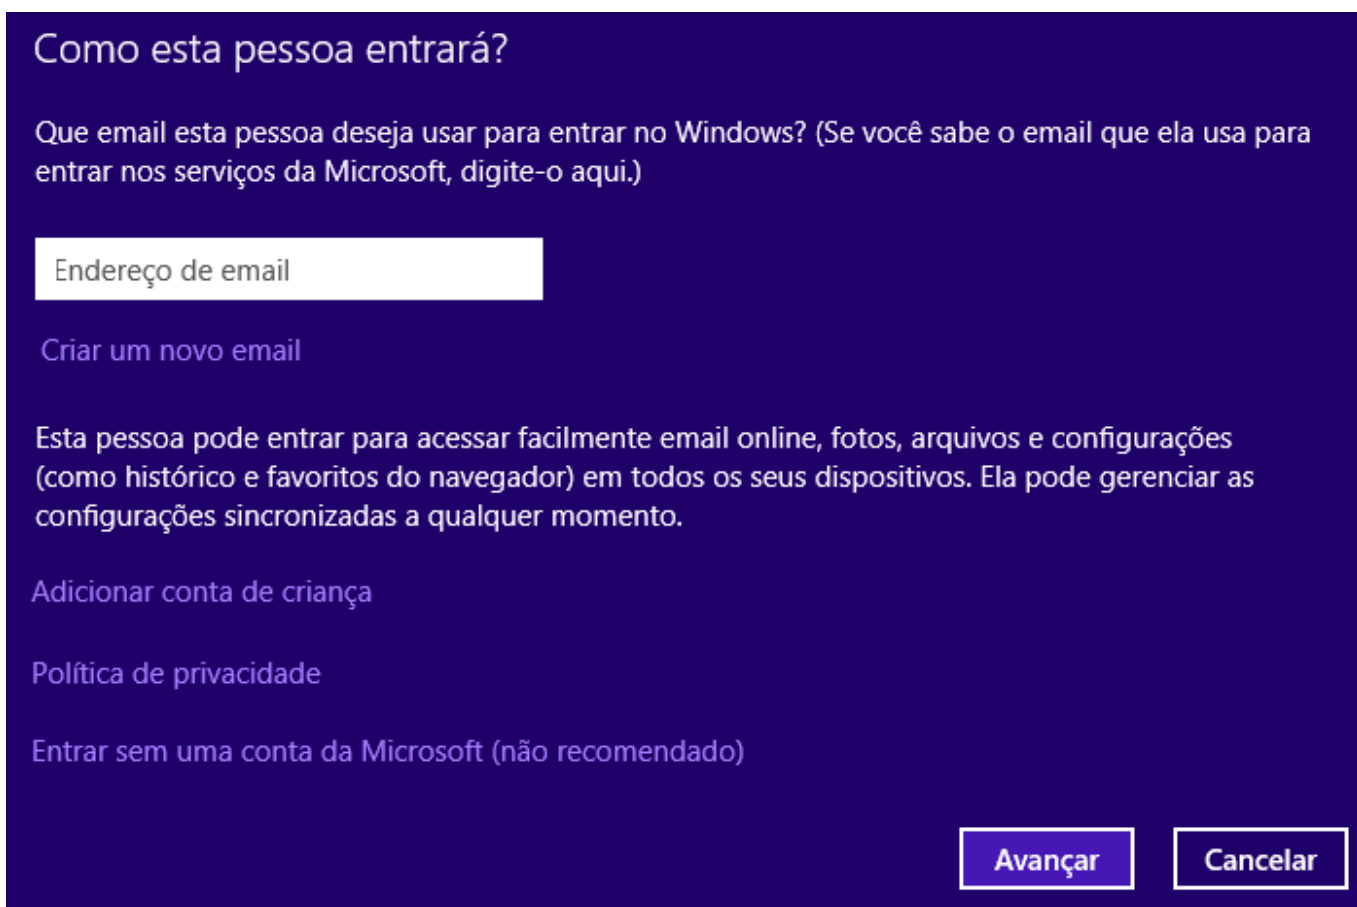 Como esta pessoa entrará?
Que email esta pessoa deseja usar para entrar no Windows? (Se você sabe o email que ela usa para
entrar nos serviços da Microsoft, digite-o aqui.)
Endereço de email
Criar um novo email
Esta pessoa pode entrar para acessar facilmente email online, fotos, arquivos e configurações
(como histórico e favoritos do navegador) em todos os seus dispositivos. Ela pode gerenciar as
configurações sincronizadas a qualquer momento.
Adicionar conta de criança
Política de privacidade
Entrar sem uma conta da Microsoft (não recomendado)
Avançar
Cancelar